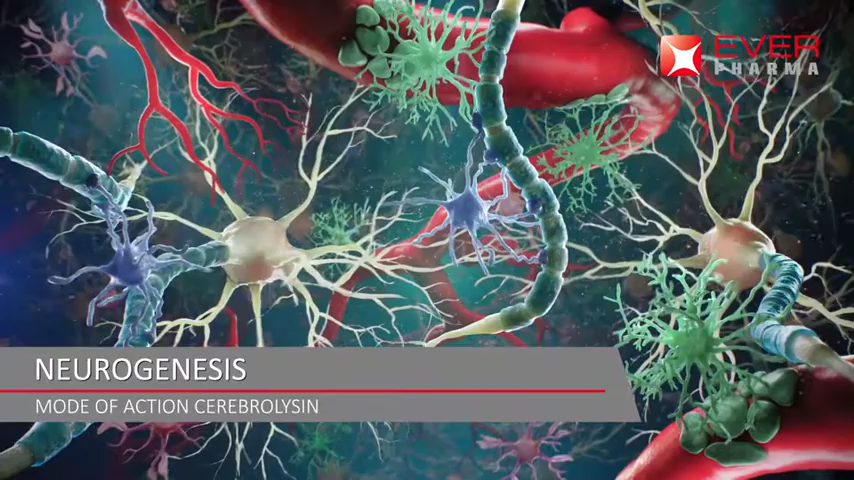 EVER
PHARMA
NEUROGENESIS
MODE OF ACTION CEREBROLYSIN